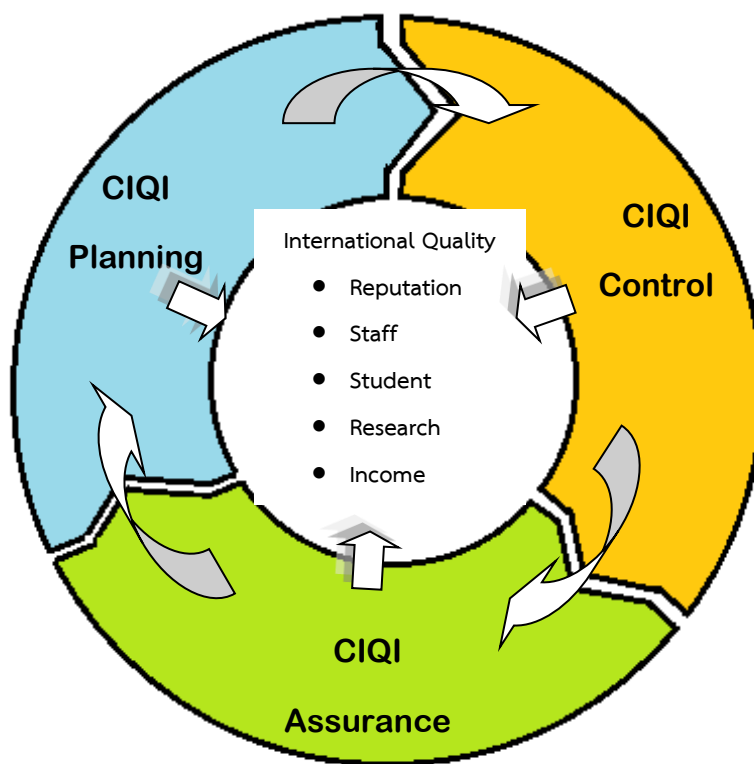 CIQI
Planning
CIQI
Control
International Quality
● Reputation
● Staff
● Student
● Research
● Income
CIQI
Assurance